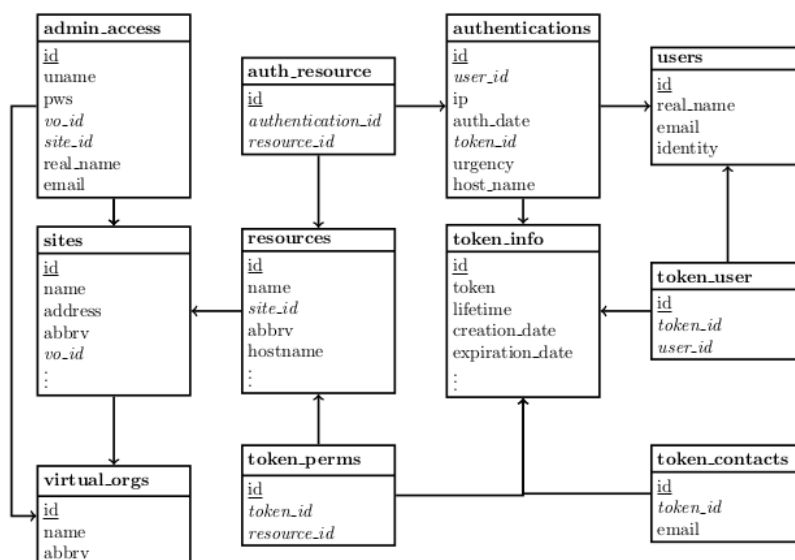 admin_access
id
uname
pws
vo_id
site_id
real_name
email
auth_resource
id
authentication_id
resource_id
authentications
id
user_id
ip
auth_date
token_id
urgency
host_name
users
id
real_name
email
identity
sites
id
name
address
abbrv
vo_id
⋮
resources
id
name
site_id
abbrv
hostname
⋮
token_info
id
token
lifetime
creation_date
expiration_date
⋮
token_user
id
token_id
user_id
virtual_orgs
id
name
abbrv
token_perms
id
token_id
resource_id
token_contacts
id
token_id
email